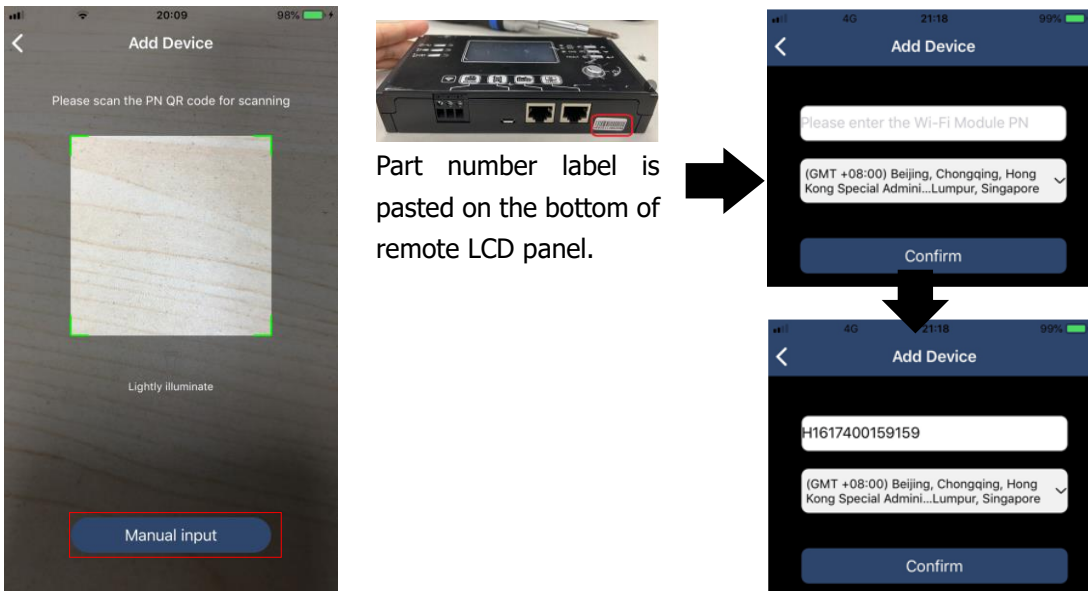 20:09
98%
Add Device
Please scan the PN QR code for scanning
Lightly illuminate
Manual input
Part number label is
pasted on the bottom of
remote LCD panel.
4G
21:18
99%
Add Device
Please enter the Wi-Fi Module PN
(GMT +08:00) Beijing, Chongqing, Hong
Kong Special Admini...Lumpur, Singapore
Confirm
4G
21:18
99%
Add Device
H1617400159159
(GMT +08:00) Beijing, Chongqing, Hong
Kong Special Admini...Lumpur, Singapore
Confirm